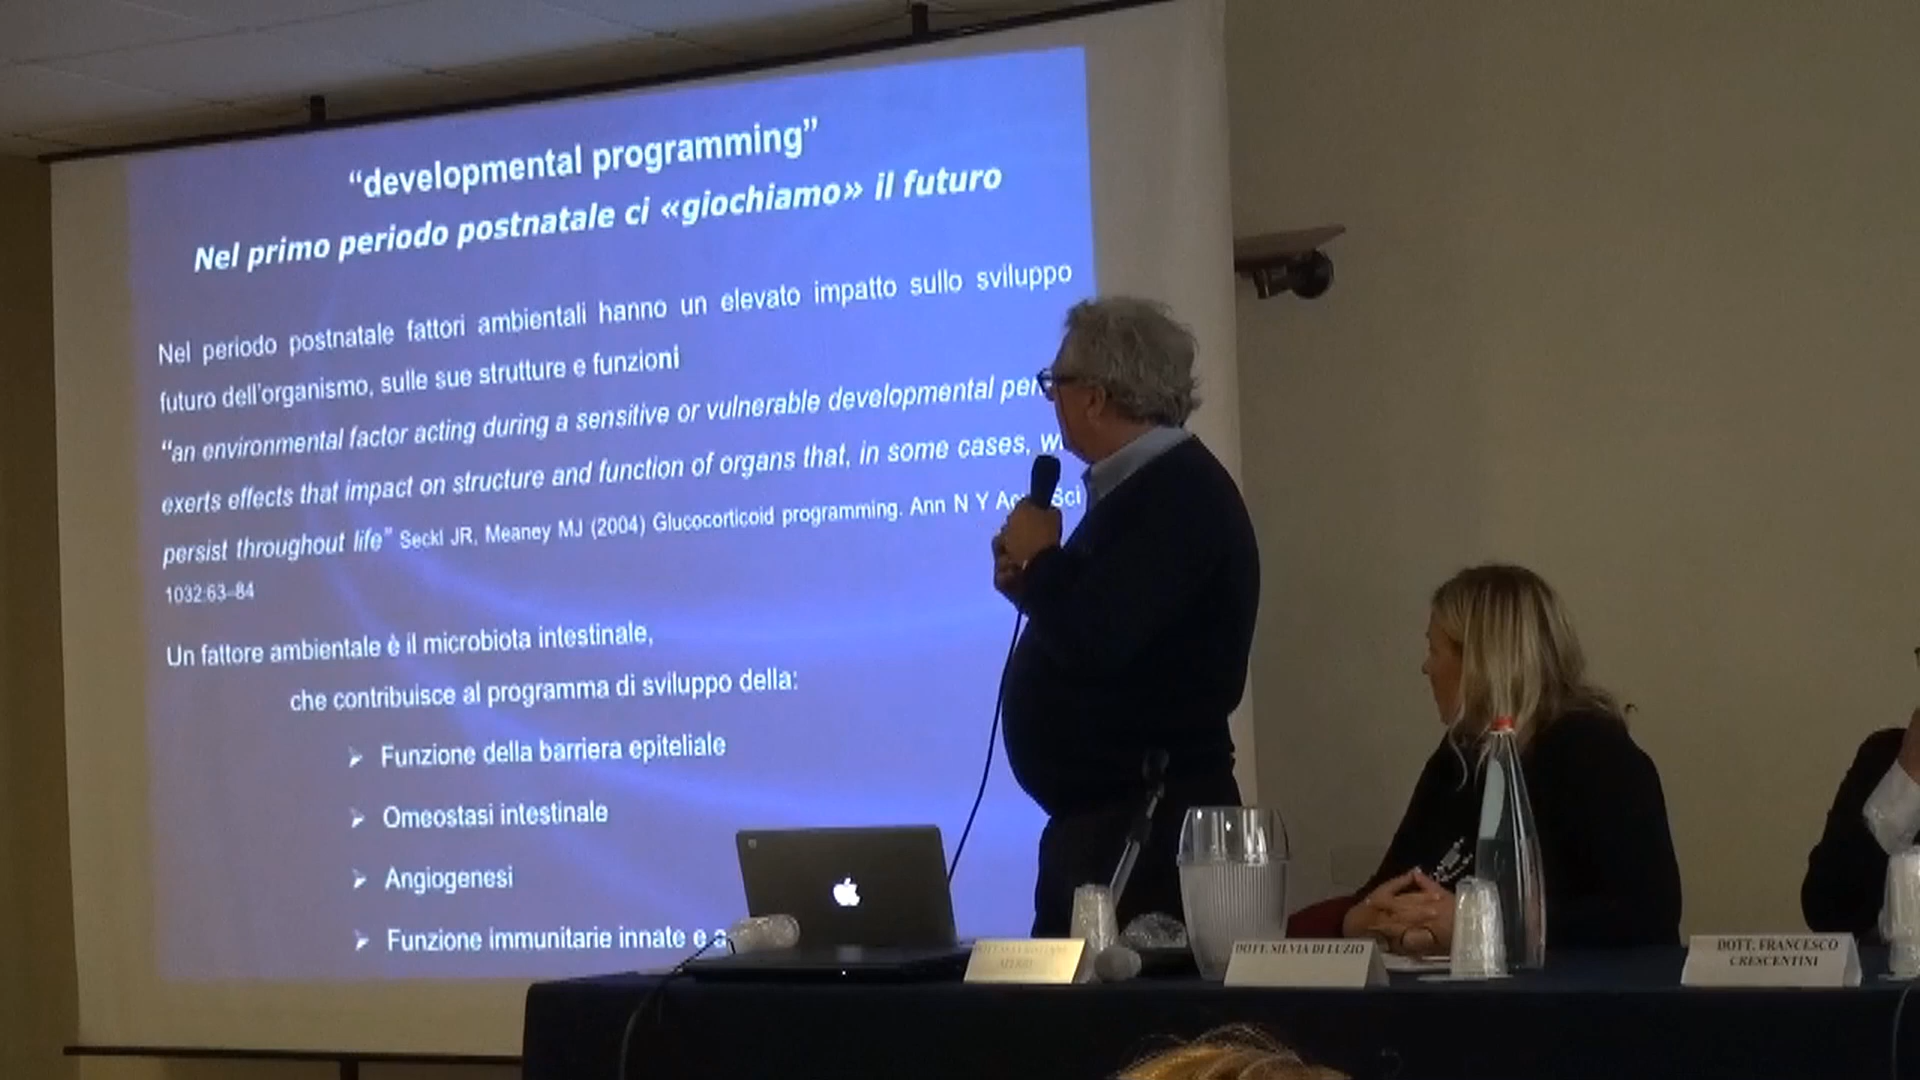 “developmental programming”
Nel primo periodo postnatale ci «giochiamo» il futuro
Nel periodo postnatale fattori ambientali hanno un elevato impatto sullo sviluppo
futuro dell'organismo, sulle sue strutture e funzioni
“an environmental factor acting during a sensitive or vulnerable developmental
exerts effects that impact on structure and function of organs that, in some cases,
persist throughout life” Seckl JR, Meaney MJ (2004) Glucocorticoid programming. Ann N Y Sci
1032:63–84
Un fattore ambientale è il microbiota intestinale,
che contribuisce al programma di sviluppo della:
Funzione della barriera epiteliale
Omeostasi intestinale
Angiogenesi
Funzione immunitarie innate e
DOTT. SILVIA DI LUZIO
DOTT. FRANCESCO
CRESCENTINI